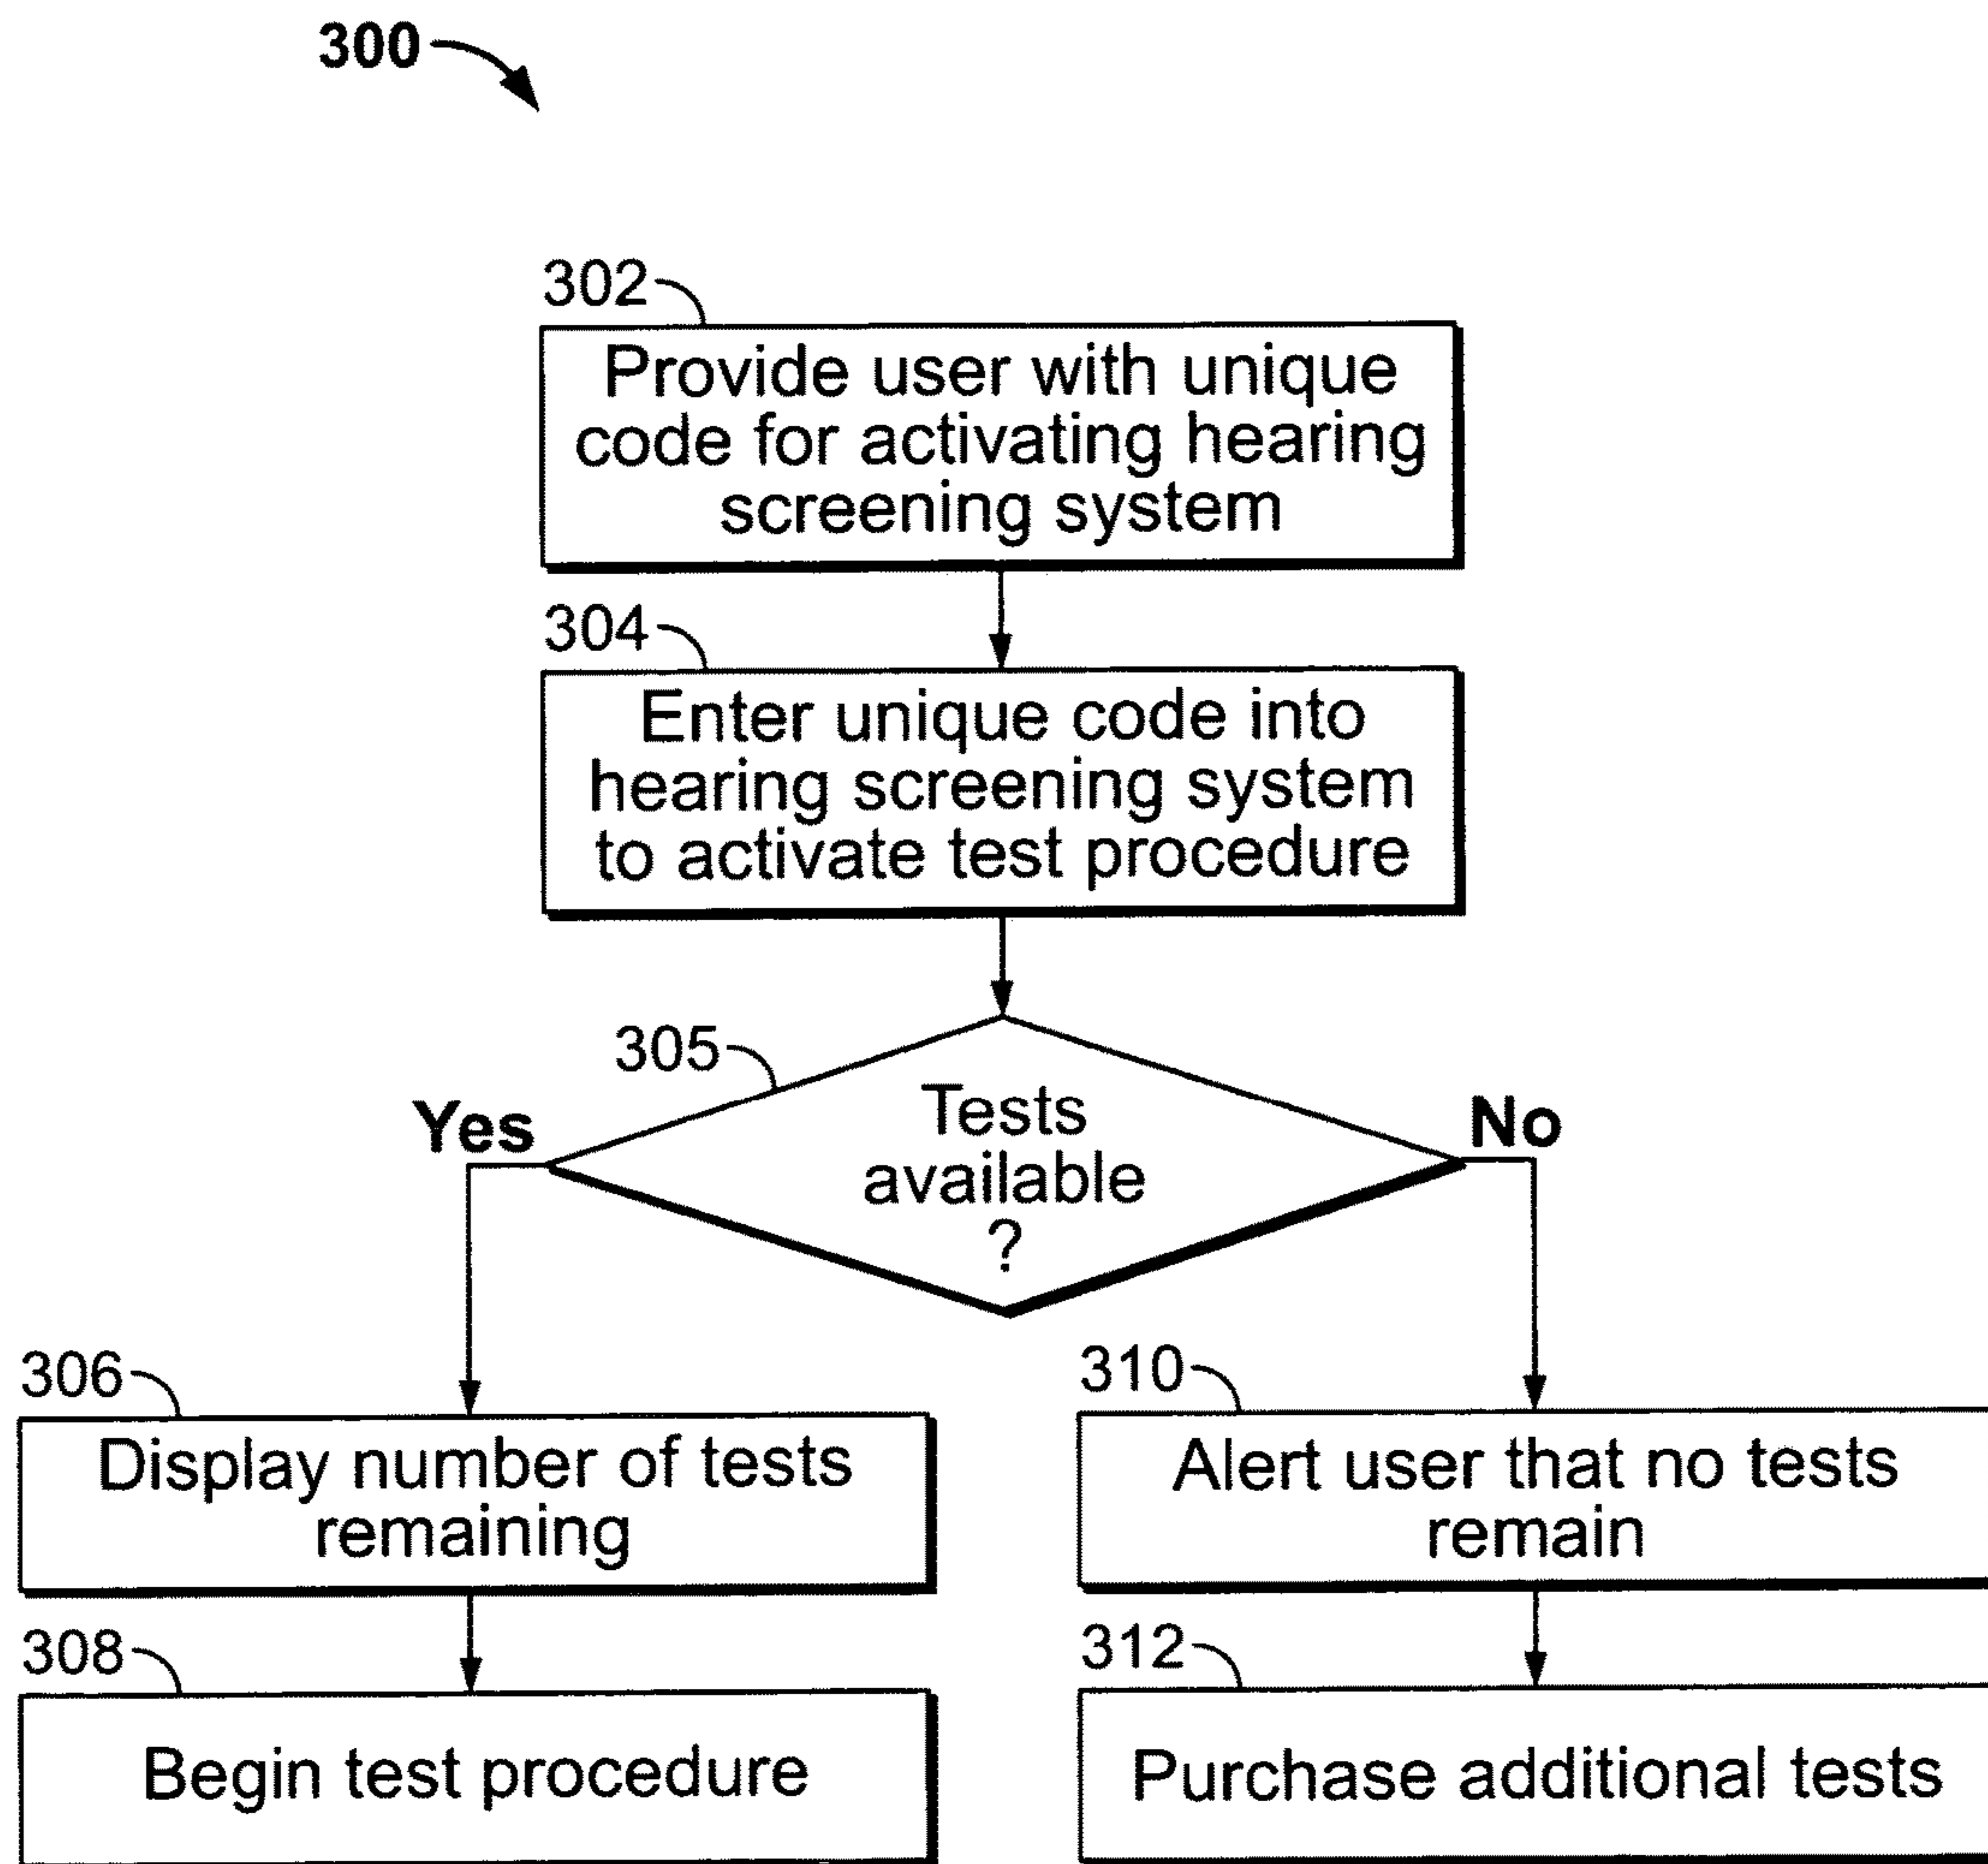 300
302
Provide user with unique
code for activating hearing
screening system
304
Enter unique code into
hearing screening system
to activate test procedure
305
Tests
available
?
Yes
No
306
Display number of tests
remaining
310
Alert user that no tests
remain
308
Begin test procedure
312
Purchase additional tests